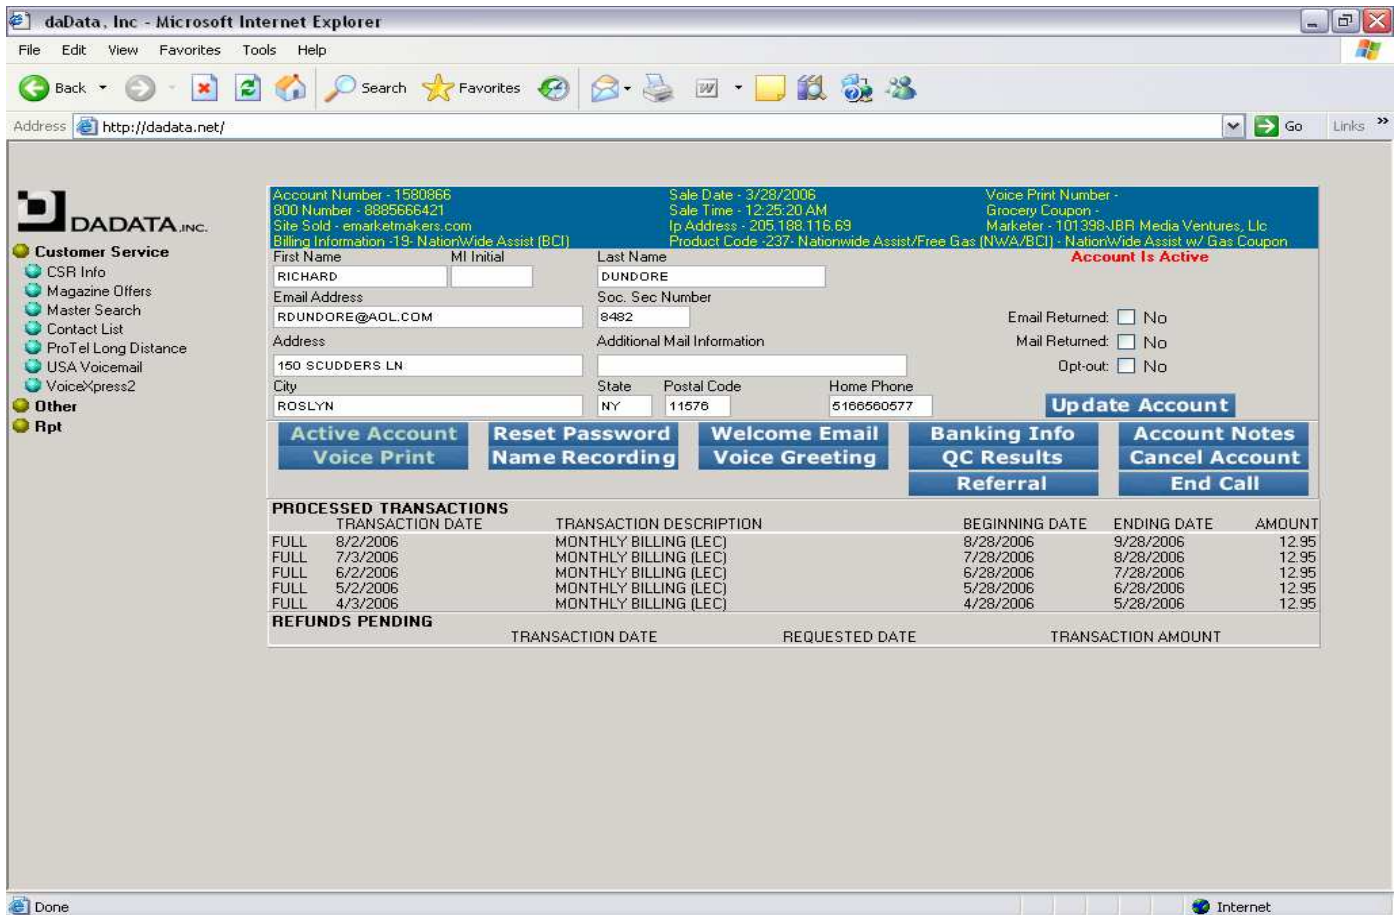 daData, Inc - Microsoft Internet Explorer
File Edit View Favorites Tools Help
Back Search Favorites
Address http://dadata.net/ Go Links »
DADATA, INC.
Customer Service
CSR Info
Magazine Offers
Master Search
Contact List
ProTel Long Distance
USA Voicemail
VoiceXpress2
Other
Rpt
Account Number - 1580866 Sale Date - 3/28/2006 Voice Print Number -
800 Number - 8885666421 Sale Time - 12:25:20 AM Grocery Coupon -
Site Sold - emarketmakers.com Ip Address - 205.188.116.69 Marketer - 101398-JBR Media Ventures, Llc
Billing Information -19- NationWide Assist (BCI) Product Code -237- Nationwide Assist/Free Gas (NWA/BCI) - NationWide Assist w/ Gas Coupon
First Name MI Initial Last Name Account Is Active
RICHARD DUNDORE
Email Address Soc. Sec Number
RDUNDORE@AOL.COM 8482 Email Returned: No
Address Additional Mail Information Mail Returned: No
150 SCUDDERS LN Opt-out: No
City State Postal Code Home Phone
ROSLYN NY 11576 5166560577 Update Account
Active Account Reset Password Welcome Email Banking Info Account Notes
Voice Print Name Recording Voice Greeting QC Results Cancel Account
Referral End Call
PROCESSED TRANSACTIONS
TRANSACTION DATE TRANSACTION DESCRIPTION BEGINNING DATE ENDING DATE AMOUNT
FULL 8/2/2006 MONTHLY BILLING (LEC) 8/28/2006 9/28/2006 12.95
FULL 7/3/2006 MONTHLY BILLING (LEC) 7/28/2006 8/28/2006 12.95
FULL 6/2/2006 MONTHLY BILLING (LEC) 6/28/2006 7/28/2006 12.95
FULL 5/2/2006 MONTHLY BILLING (LEC) 5/28/2006 6/28/2006 12.95
FULL 4/3/2006 MONTHLY BILLING (LEC) 4/28/2006 5/28/2006 12.95
REFUNDS PENDING
TRANSACTION DATE REQUESTED DATE TRANSACTION AMOUNT
Done Internet